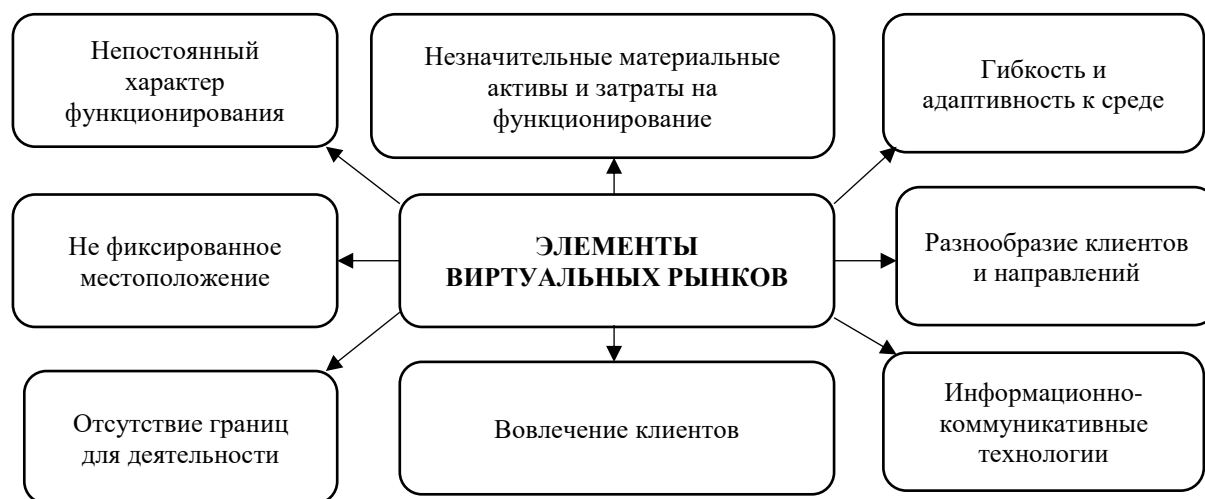 Непостоянный
характер
функционирования
Незначительные материальные
активы и затраты на
функционирование
Гибкость и
адаптивность к среде
Не фиксированное
местоположение
ЭЛЕМЕНТЫ
ВИРТУАЛЬНЫХ РЫНКОВ
Разнообразие клиентов
и направлений
Отсутствие границ
для деятельности
Вовлечение клиентов
Информационно-
коммуникативные
технологии